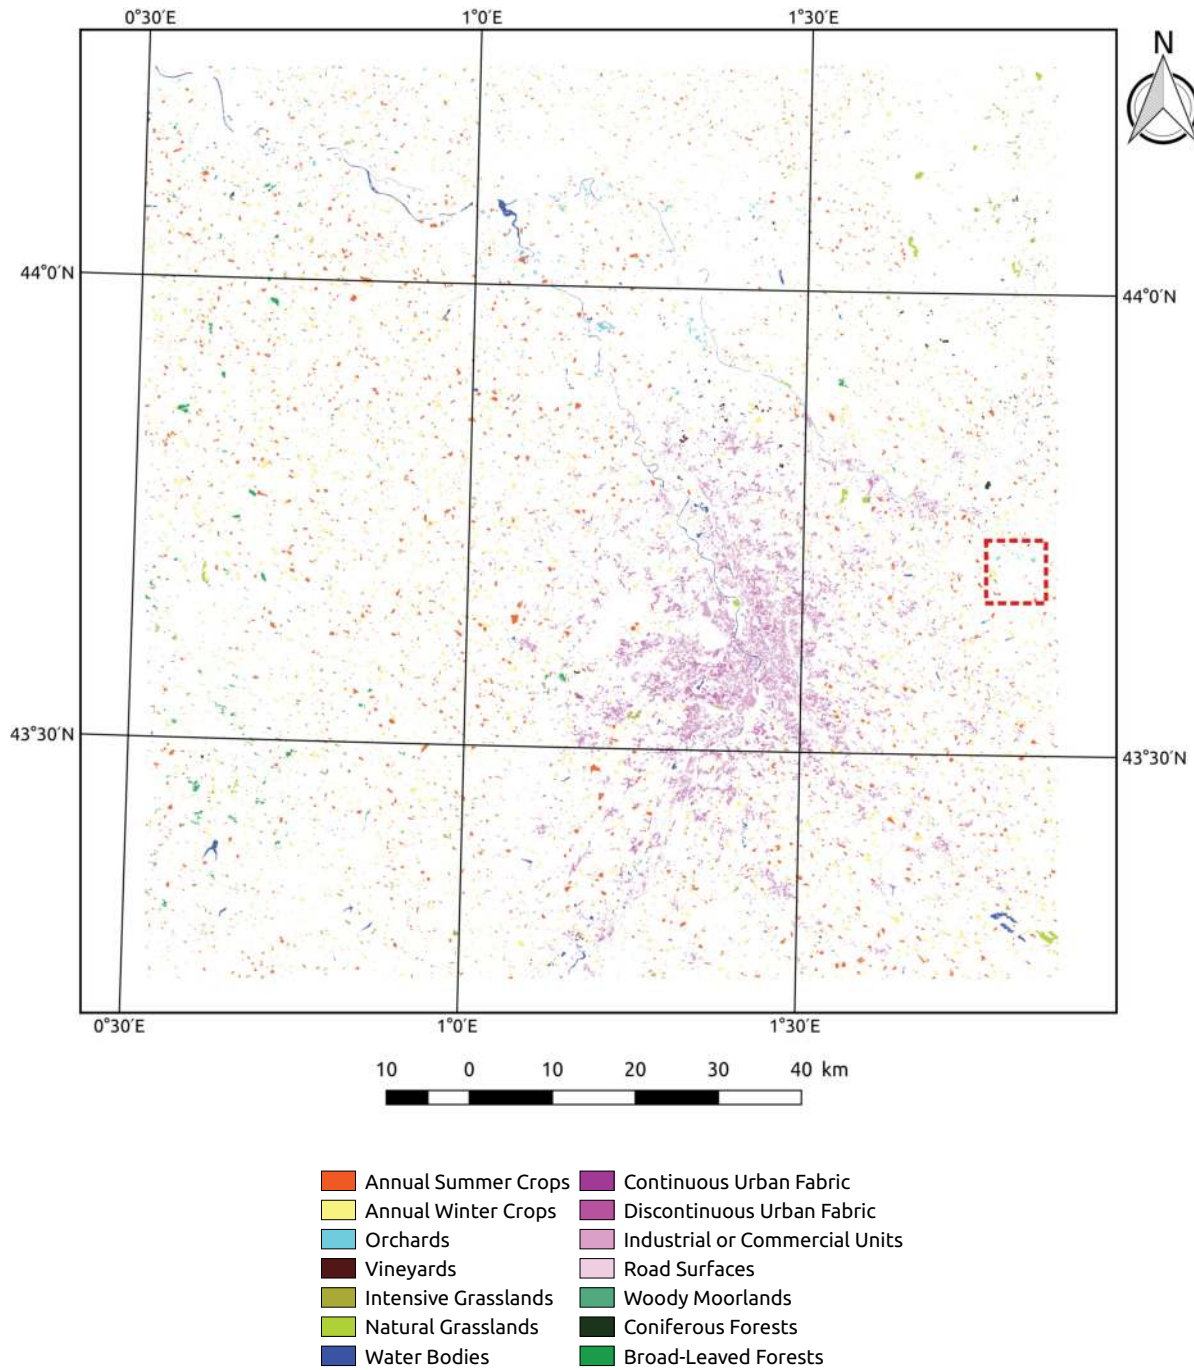 0°30′E 1°0′E 1°30′E
N
44°0′N 44°0′N
43°30′N 43°30′N
0°30′E 1°0′E 1°30′E
10 0 10 20 30 40 km
Annual Summer Crops Continuous Urban Fabric
Annual Winter Crops Discontinuous Urban Fabric
Orchards Industrial or Commercial Units
Vineyards Road Surfaces
Intensive Grasslands Woody Moorlands
Natural Grasslands Coniferous Forests
Water Bodies Broad-Leaved Forests